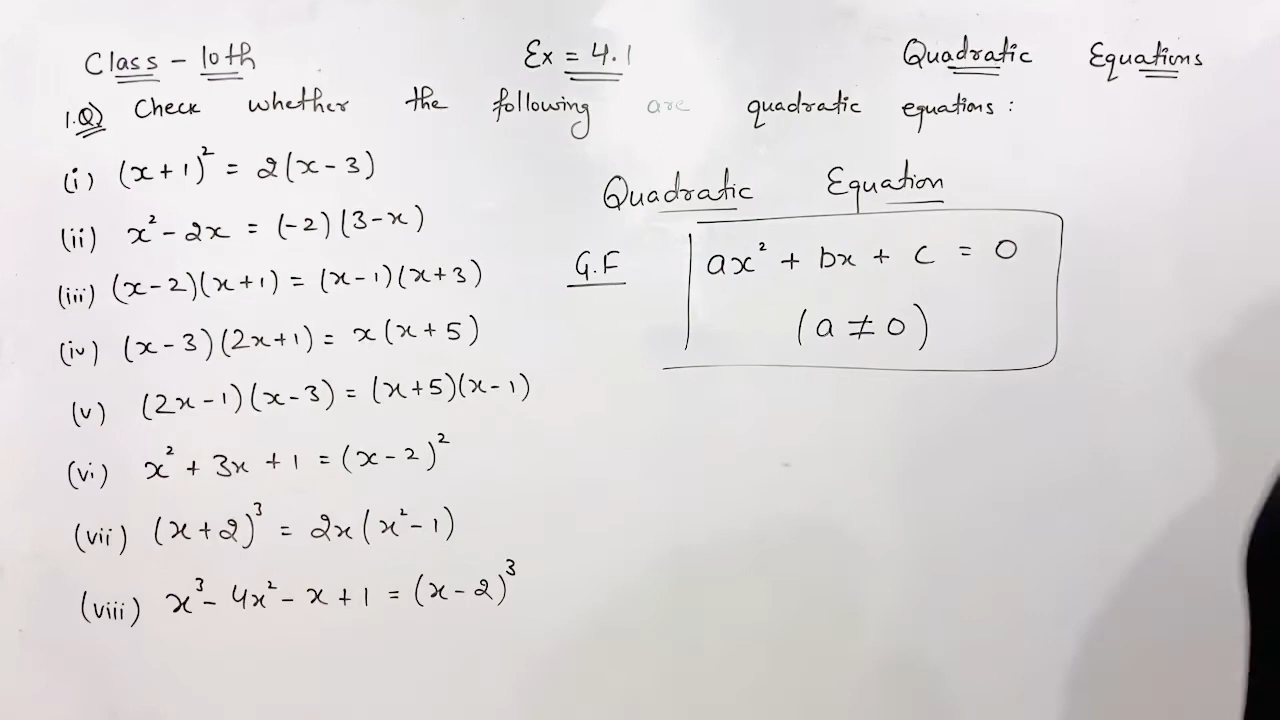 Class - 10th Ex = 4.1 Quadratic Equations
1.Q) Check whether the following are quadratic equations :
(i) (x+1)² = 2(x-3)
(ii) x² - 2x = (-2)(3-x)
(iii) (x-2)(x+1) = (x-1)(x+3)
(iv) (x-3)(2x+1) = x(x+5)
(v) (2x-1)(x-3) = (x+5)(x-1)
(vi) x² + 3x + 1 = (x-2)²
(vii) (x+2)³ = 2x(x²-1)
(viii) x³ - 4x² - x + 1 = (x-2)³
Quadratic Equation
G.F ax² + bx + c = 0
(a ≠ 0)